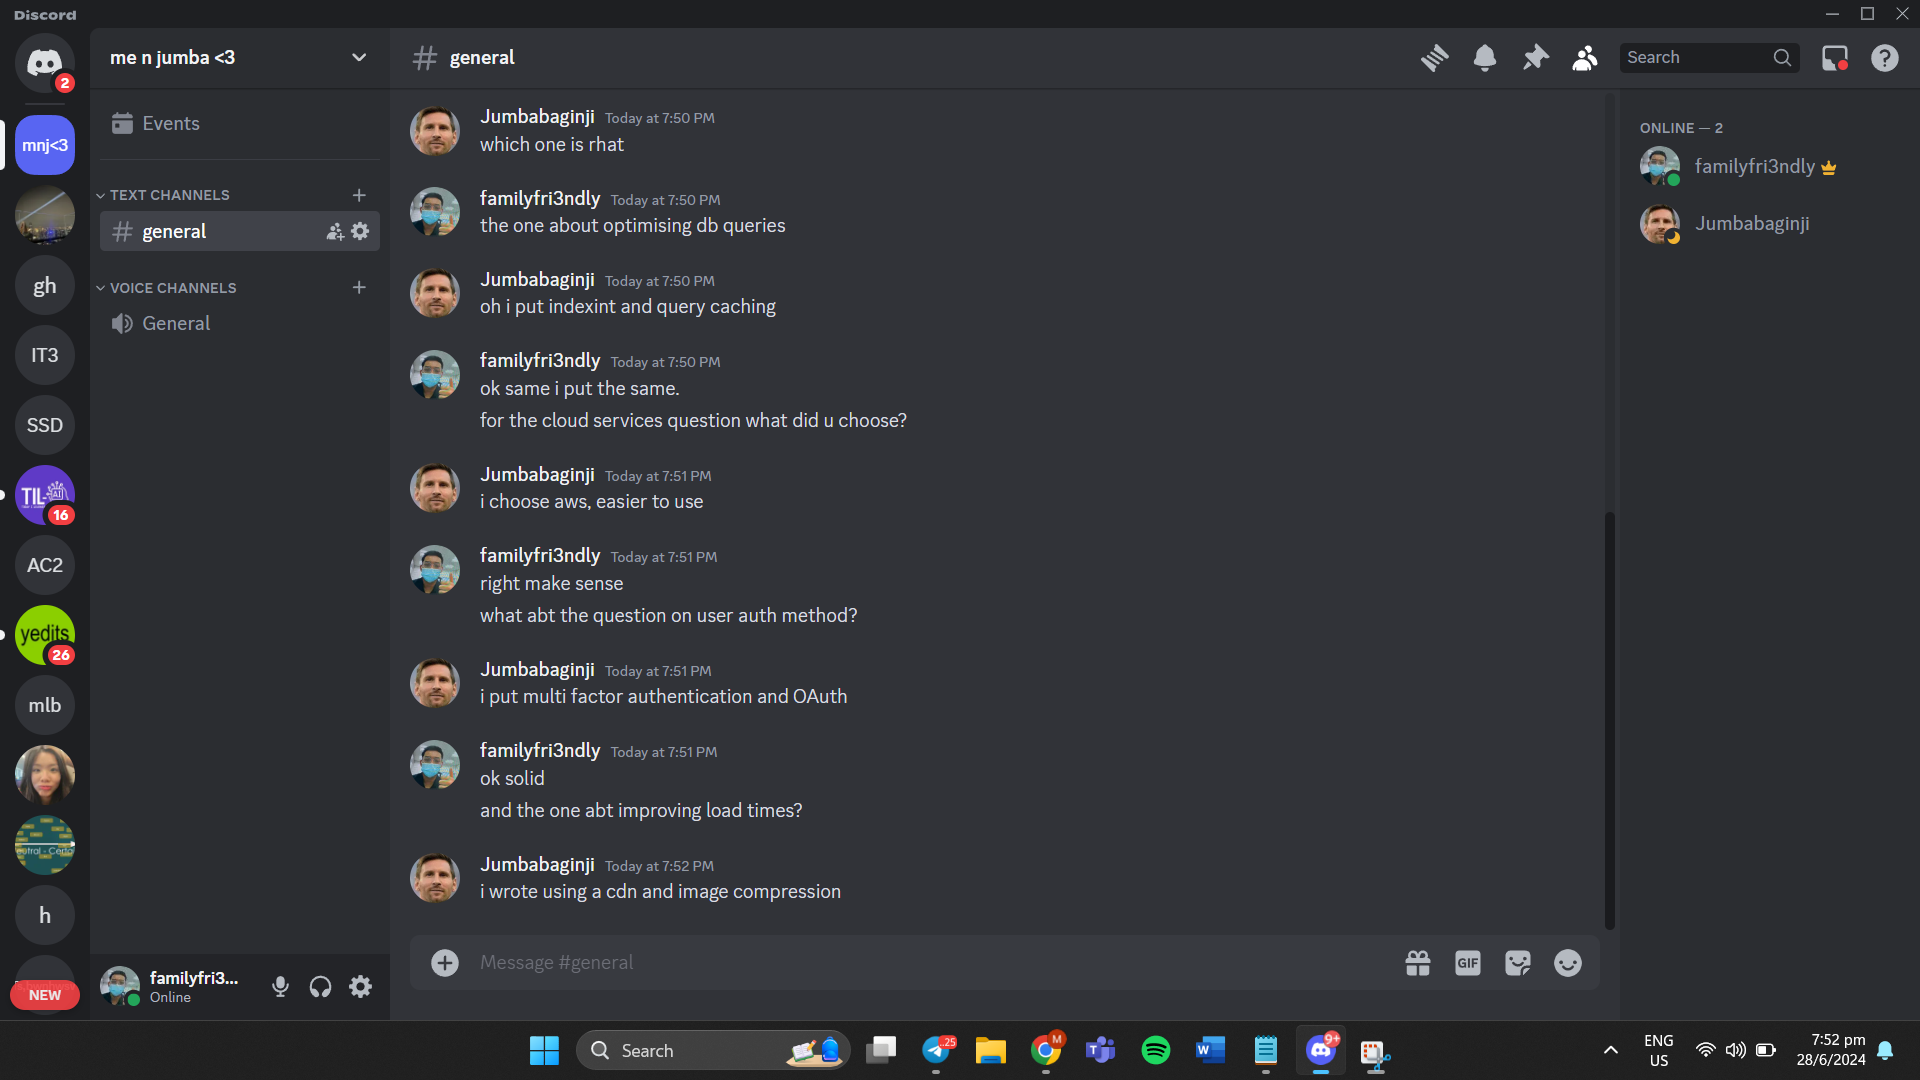 Discord
2
mnj<3
gh
IT3
SSD
TIL-AI
16
AC2
yedits
26
mlb
h
NEW
me n jumba <3
Events
TEXT CHANNELS
general
VOICE CHANNELS
General
familyfri3...
Online
general
Search
Jumbabaginji Today at 7:50 PM
which one is rhat
familyfri3ndly Today at 7:50 PM
the one about optimising db queries
Jumbabaginji Today at 7:50 PM
oh i put indexint and query caching
familyfri3ndly Today at 7:50 PM
ok same i put the same.
for the cloud services question what did u choose?
Jumbabaginji Today at 7:51 PM
i choose aws, easier to use
familyfri3ndly Today at 7:51 PM
right make sense
what abt the question on user auth method?
Jumbabaginji Today at 7:51 PM
i put multi factor authentication and OAuth
familyfri3ndly Today at 7:51 PM
ok solid
and the one abt improving load times?
Jumbabaginji Today at 7:52 PM
i wrote using a cdn and image compression
Message #general
GIF
ONLINE — 2
familyfri3ndly
Jumbabaginji
Search
..25
M
T
W
9+
ENG
US
7:52 pm
28/6/2024